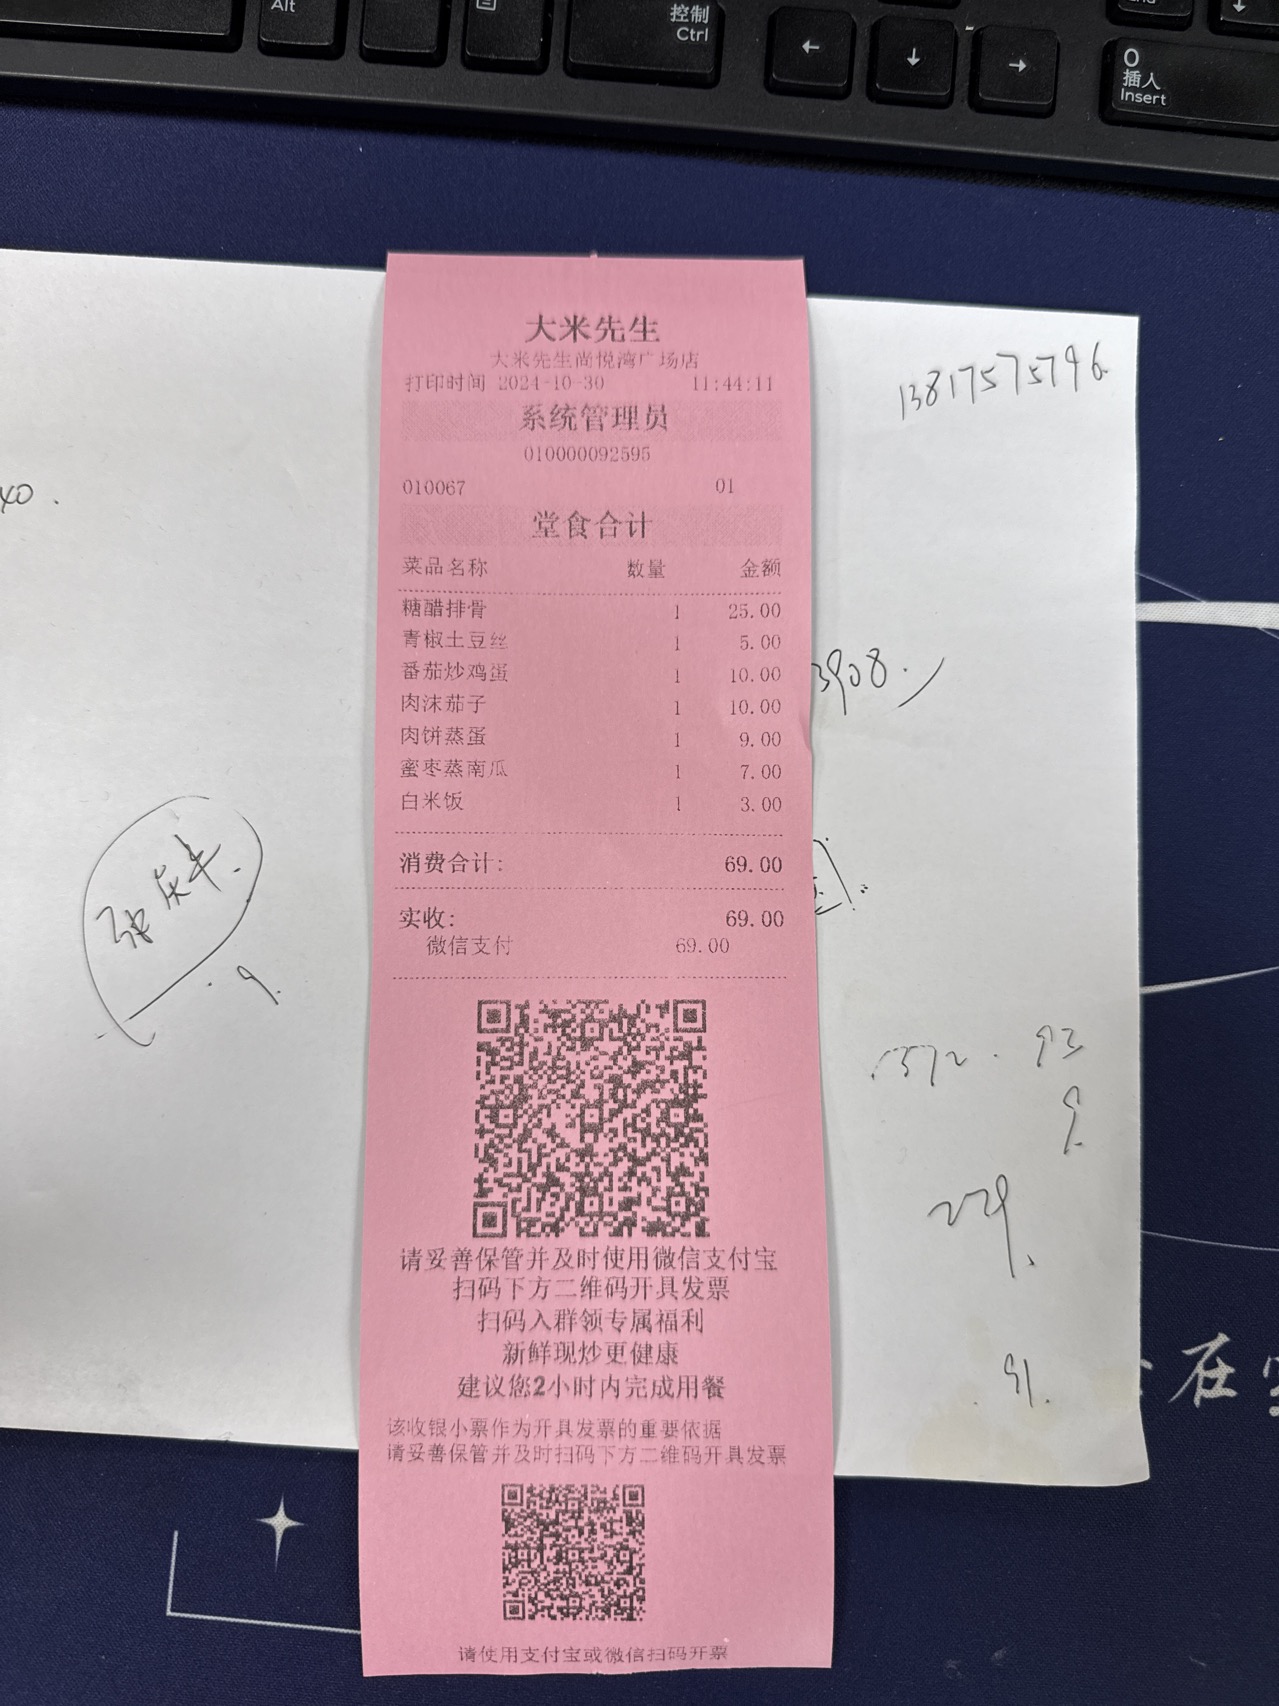 Alt
控制
Ctrl
←
↓
→
0
插入
Insert
大米先生
大米先生尚悦湾广场店
打印时间 2024-10-30 11:44:11
系统管理员
010000092595
010067 01
堂食合计
菜品名称 数量 金额
糖醋排骨 1 25.00
青椒土豆丝 1 5.00
番茄炒鸡蛋 1 10.00
肉沫茄子 1 10.00
肉饼蒸蛋 1 9.00
蜜枣蒸南瓜 1 7.00
白米饭 1 3.00
消费合计: 69.00
实收: 69.00
微信支付 69.00
请妥善保管并及时使用微信支付宝
扫码下方二维码开具发票
扫码入群领专属福利
新鲜现炒更健康
建议您2小时内完成用餐
该收银小票作为开具发票的重要依据
请妥善保管并及时扫码下方二维码开具发票
请使用支付宝或微信扫码开票
13817575796
3908.
9.
572. 93
9.
229.
91.
在